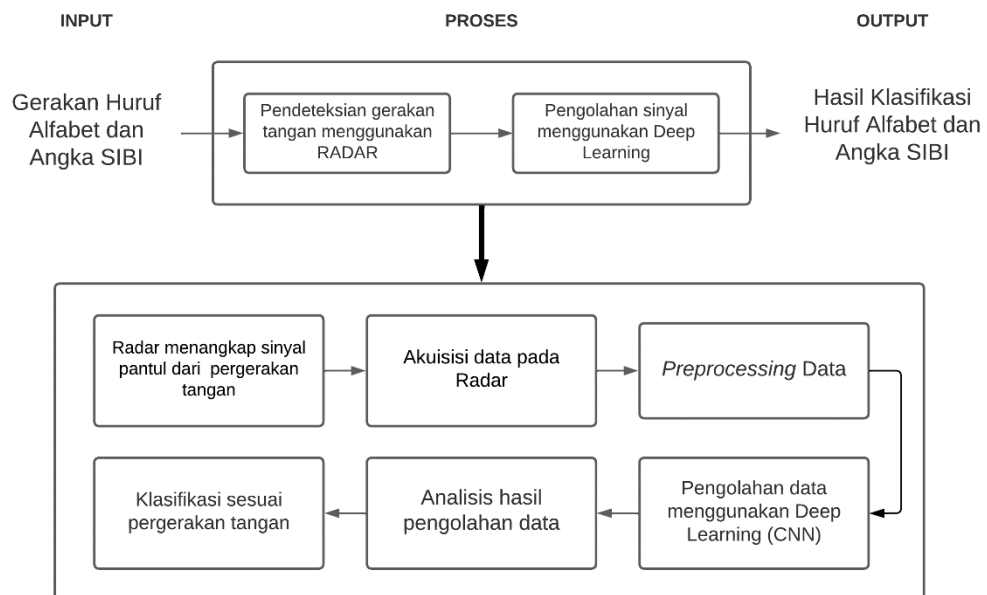 INPUT
PROSES
OUTPUT
Gerakan Huruf
Alfabet dan
Angka SIBI
Pendeteksian gerakan
tangan menggunakan
RADAR
Pengolahan sinyal
menggunakan Deep
Learning
Hasil Klasifikasi
Huruf Alfabet dan
Angka SIBI
Radar menangkap sinyal
pantul dari pergerakan
tangan
Akuisisi data pada
Radar
Preprocessing Data
Klasifikasi sesuai
pergerakan tangan
Analisis hasil
pengolahan data
Pengolahan data
menggunakan Deep
Learning (CNN)